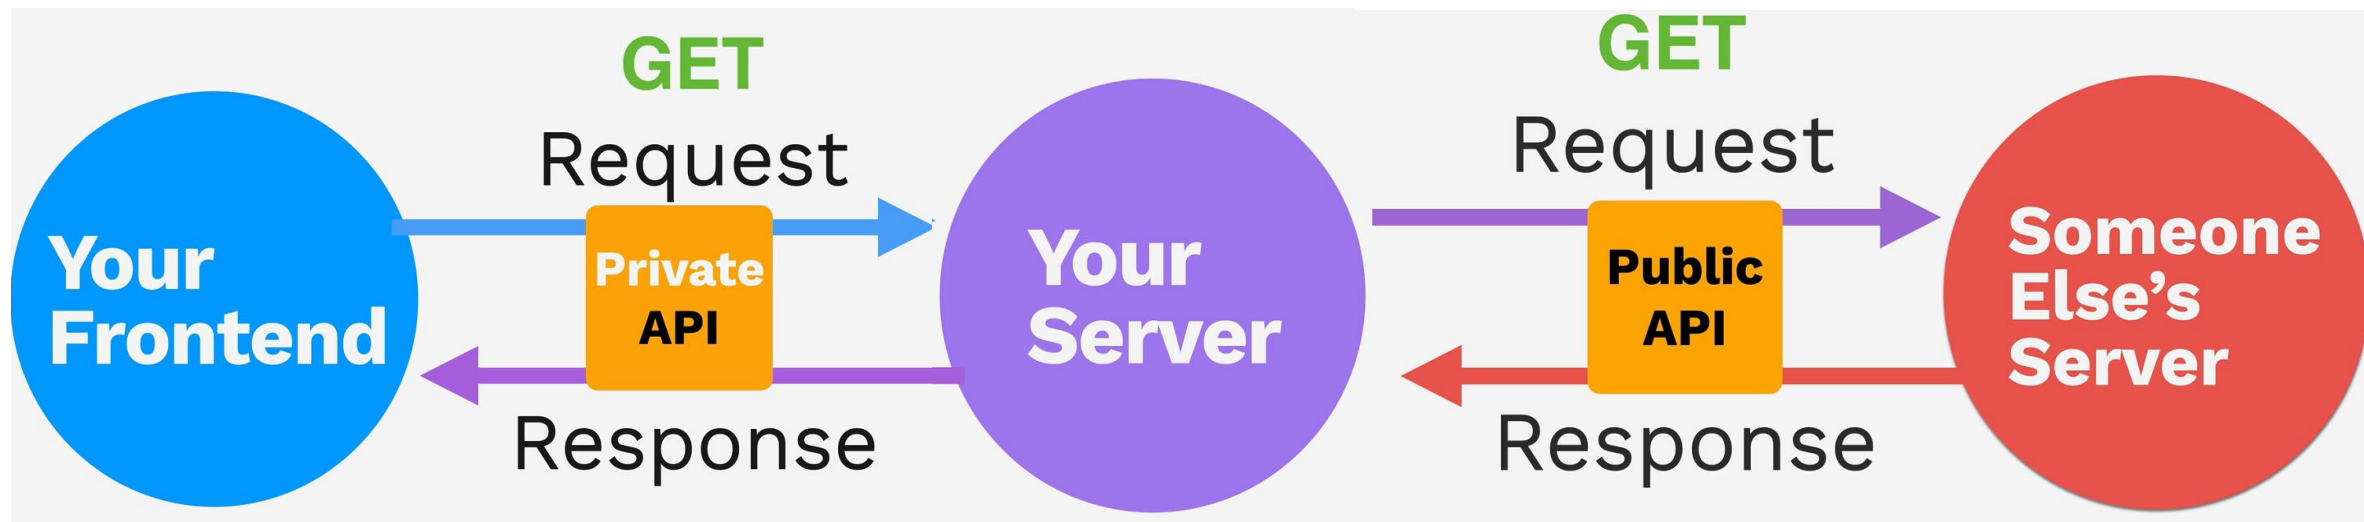 GET
Request
Your
Frontend
Private
API
Response
Your
Server
GET
Request
Public
API
Response
Someone
Else’s
Server